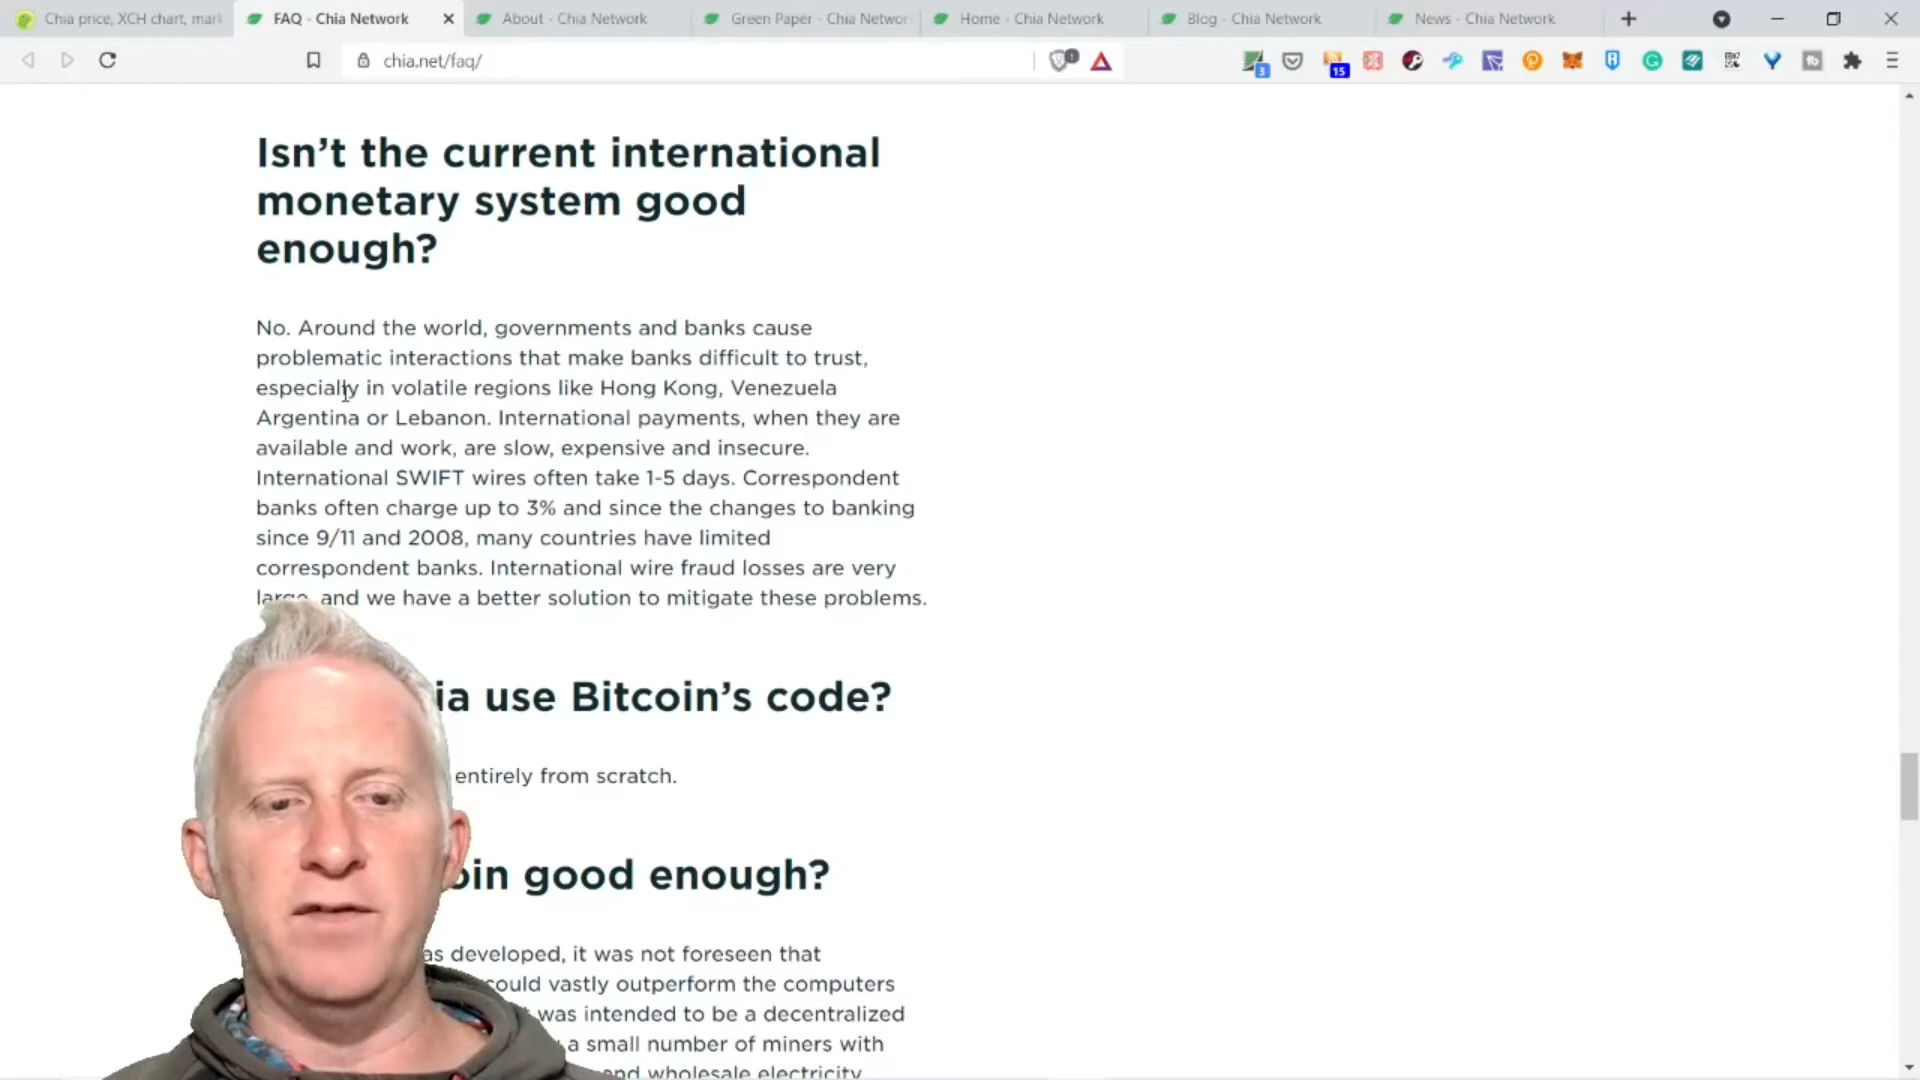 Chia price, XCH chart, mark
FAQ - Chia Network
About - Chia Network
Green Paper - Chia Networ
Home - Chia Network
Blog - Chia Network
News - Chia Network
chia.net/faq/
1
3
15
Isn’t the current international
monetary system good
enough?
No. Around the world, governments and banks cause
problematic interactions that make banks difficult to trust,
especially in volatile regions like Hong Kong, Venezuela
Argentina or Lebanon. International payments, when they are
available and work, are slow, expensive and insecure.
International SWIFT wires often take 1-5 days. Correspondent
banks often charge up to 3% and since the changes to banking
since 9/11 and 2008, many countries have limited
correspondent banks. International wire fraud losses are very
large, and we have a better solution to mitigate these problems.
ia use Bitcoin’s code?
entirely from scratch.
oin good enough?
as developed, it was not foreseen that
could vastly outperform the computers
was intended to be a decentralized
a small number of miners with
and wholesale electricity